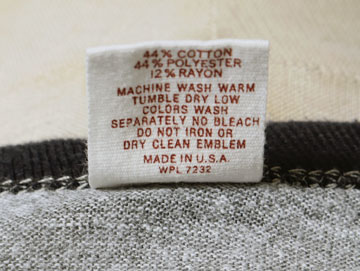 44% COTTON
44% POLYESTER
12% RAYON
MACHINE WASH WARM
TUMBLE DRY LOW
COLORS WASH
SEPARATELY NO BLEACH
DO NOT IRON OR
DRY CLEAN EMBLEM
MADE IN U.S.A.
WPL 7232